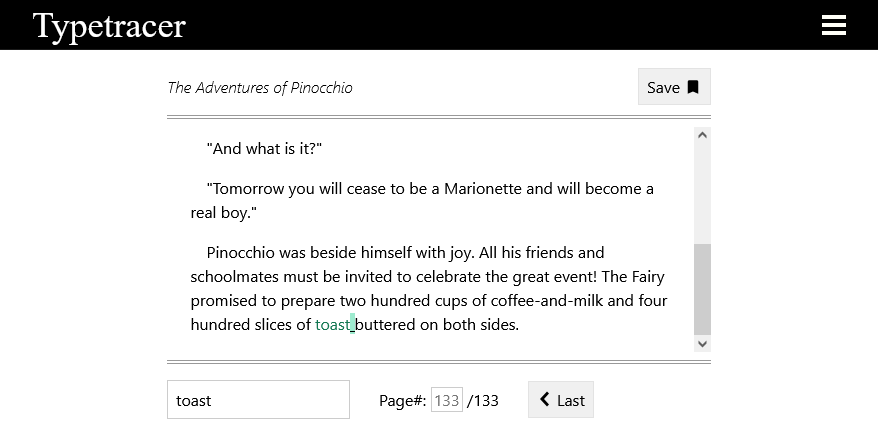 Typetracer
The Adventures of Pinocchio
Save
"And what is it?"
"Tomorrow you will cease to be a Marionette and will become a
real boy."
Pinocchio was beside himself with joy. All his friends and
schoolmates must be invited to celebrate the great event! The Fairy
promised to prepare two hundred cups of coffee-and-milk and four
hundred slices of toast buttered on both sides.
toast
Page#: 133 /133
Last